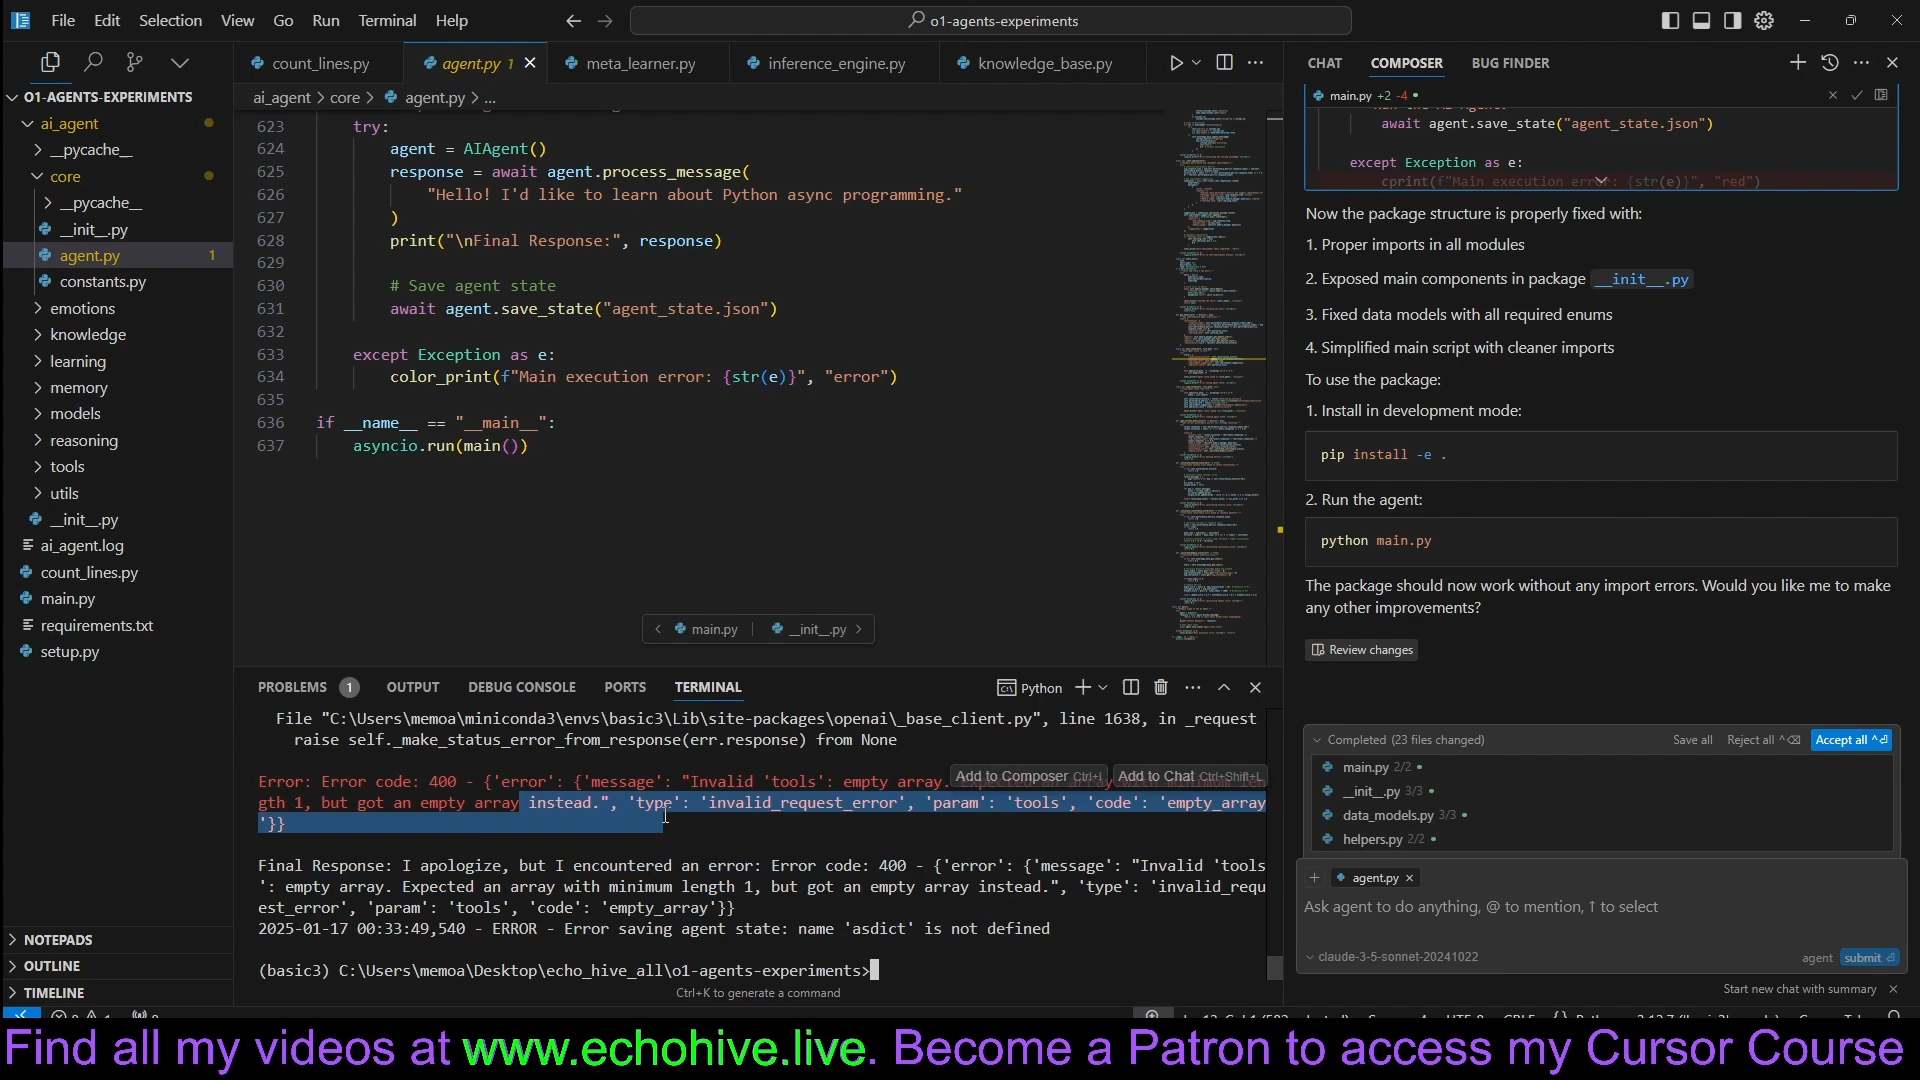 File Edit Selection View Go Run Terminal Help
o1-agents-experiments
count_lines.py
agent.py 1
meta_learner.py
inference_engine.py
knowledge_base.py
CHAT COMPOSER BUG FINDER
O1-AGENTS-EXPERIMENTS
ai_agent
__pycache__
core
__pycache__
__init__.py
agent.py 1
constants.py
emotions
knowledge
learning
memory
models
reasoning
tools
utils
__init__.py
ai_agent.log
count_lines.py
main.py
requirements.txt
setup.py
NOTEPADS
OUTLINE
TIMELINE
ai_agent > core > agent.py > ...
623 try:
624 agent = AIAgent()
625 response = await agent.process_message(
626 "Hello! I'd like to learn about Python async programming."
627 )
628 print("\nFinal Response:", response)
629
630 # Save agent state
631 await agent.save_state("agent_state.json")
632
633 except Exception as e:
634 color_print(f"Main execution error: {str(e)}", "error")
635
636 if __name__ == "__main__":
637 asyncio.run(main())
main.py
__init__.py
PROBLEMS 1 OUTPUT DEBUG CONSOLE PORTS TERMINAL
Python
File "C:\Users\memoa\miniconda3\envs\basic3\Lib\site-packages\openai\_base_client.py", line 1638, in _request
raise self._make_status_error_from_response(err.response) from None
Add to Composer Ctrl+I Add to Chat Ctrl+Shift+L
Error: Error code: 400 - {'error': {'message': "Invalid 'tools': empty array.
gth 1, but got an empty array instead.", 'type': 'invalid_request_error', 'param': 'tools', 'code': 'empty_array
'}}
Final Response: I apologize, but I encountered an error: Error code: 400 - {'error': {'message': "Invalid 'tools
': empty array. Expected an array with minimum length 1, but got an empty array instead.", 'type': 'invalid_requ
est_error', 'param': 'tools', 'code': 'empty_array'}}
2025-01-17 00:33:49,540 - ERROR - Error saving agent state: name 'asdict' is not defined
(basic3) C:\Users\memoa\Desktop\echo_hive_all\o1-agents-experiments>
Ctrl+K to generate a command
main.py +2 -4
await agent.save_state("agent_state.json")
except Exception as e:
cprint(f"Main execution error: {str(e)}", "red")
Now the package structure is properly fixed with:
1. Proper imports in all modules
2. Exposed main components in package __init__.py
3. Fixed data models with all required enums
4. Simplified main script with cleaner imports
To use the package:
1. Install in development mode:
pip install -e .
2. Run the agent:
python main.py
The package should now work without any import errors. Would you like me to make
any other improvements?
Review changes
Completed (23 files changed) Save all Reject all Accept all
main.py 2/2
__init__.py 3/3
data_models.py 3/3
helpers.py 2/2
agent.py
Ask agent to do anything, @ to mention, ↑ to select
claude-3-5-sonnet-20241022
agent submit
Start new chat with summary
Find all my videos at www.echohive.live. Become a Patron to access my Cursor Course